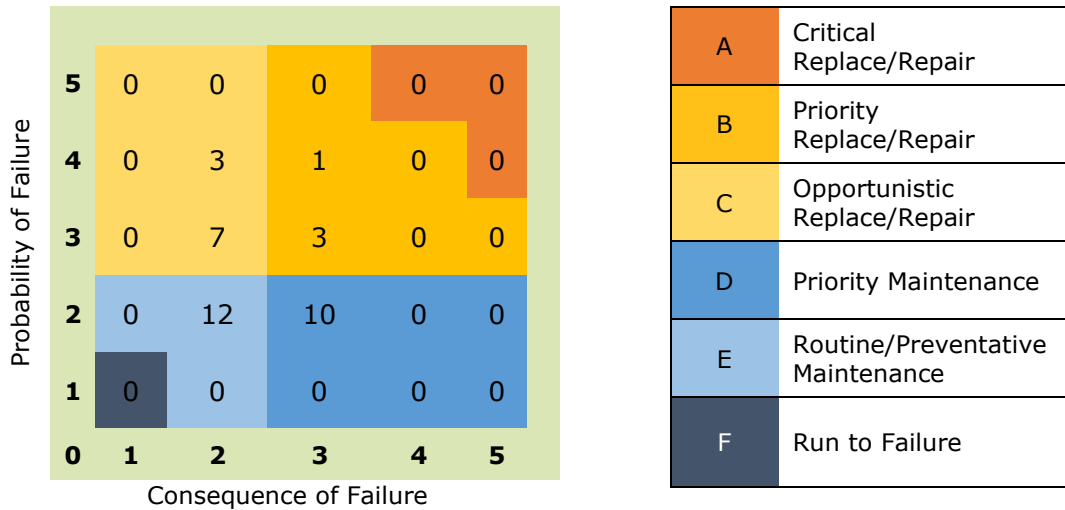 Probability of Failure
5 0 0 0 0 0
4 0 3 1 0 0
3 0 7 3 0 0
2 0 12 10 0 0
1 0 0 0 0 0
0 1 2 3 4 5
Consequence of Failure
A Critical
Replace/Repair
B Priority
Replace/Repair
C Opportunistic
Replace/Repair
D Priority Maintenance
E Routine/Preventative
Maintenance
F Run to Failure